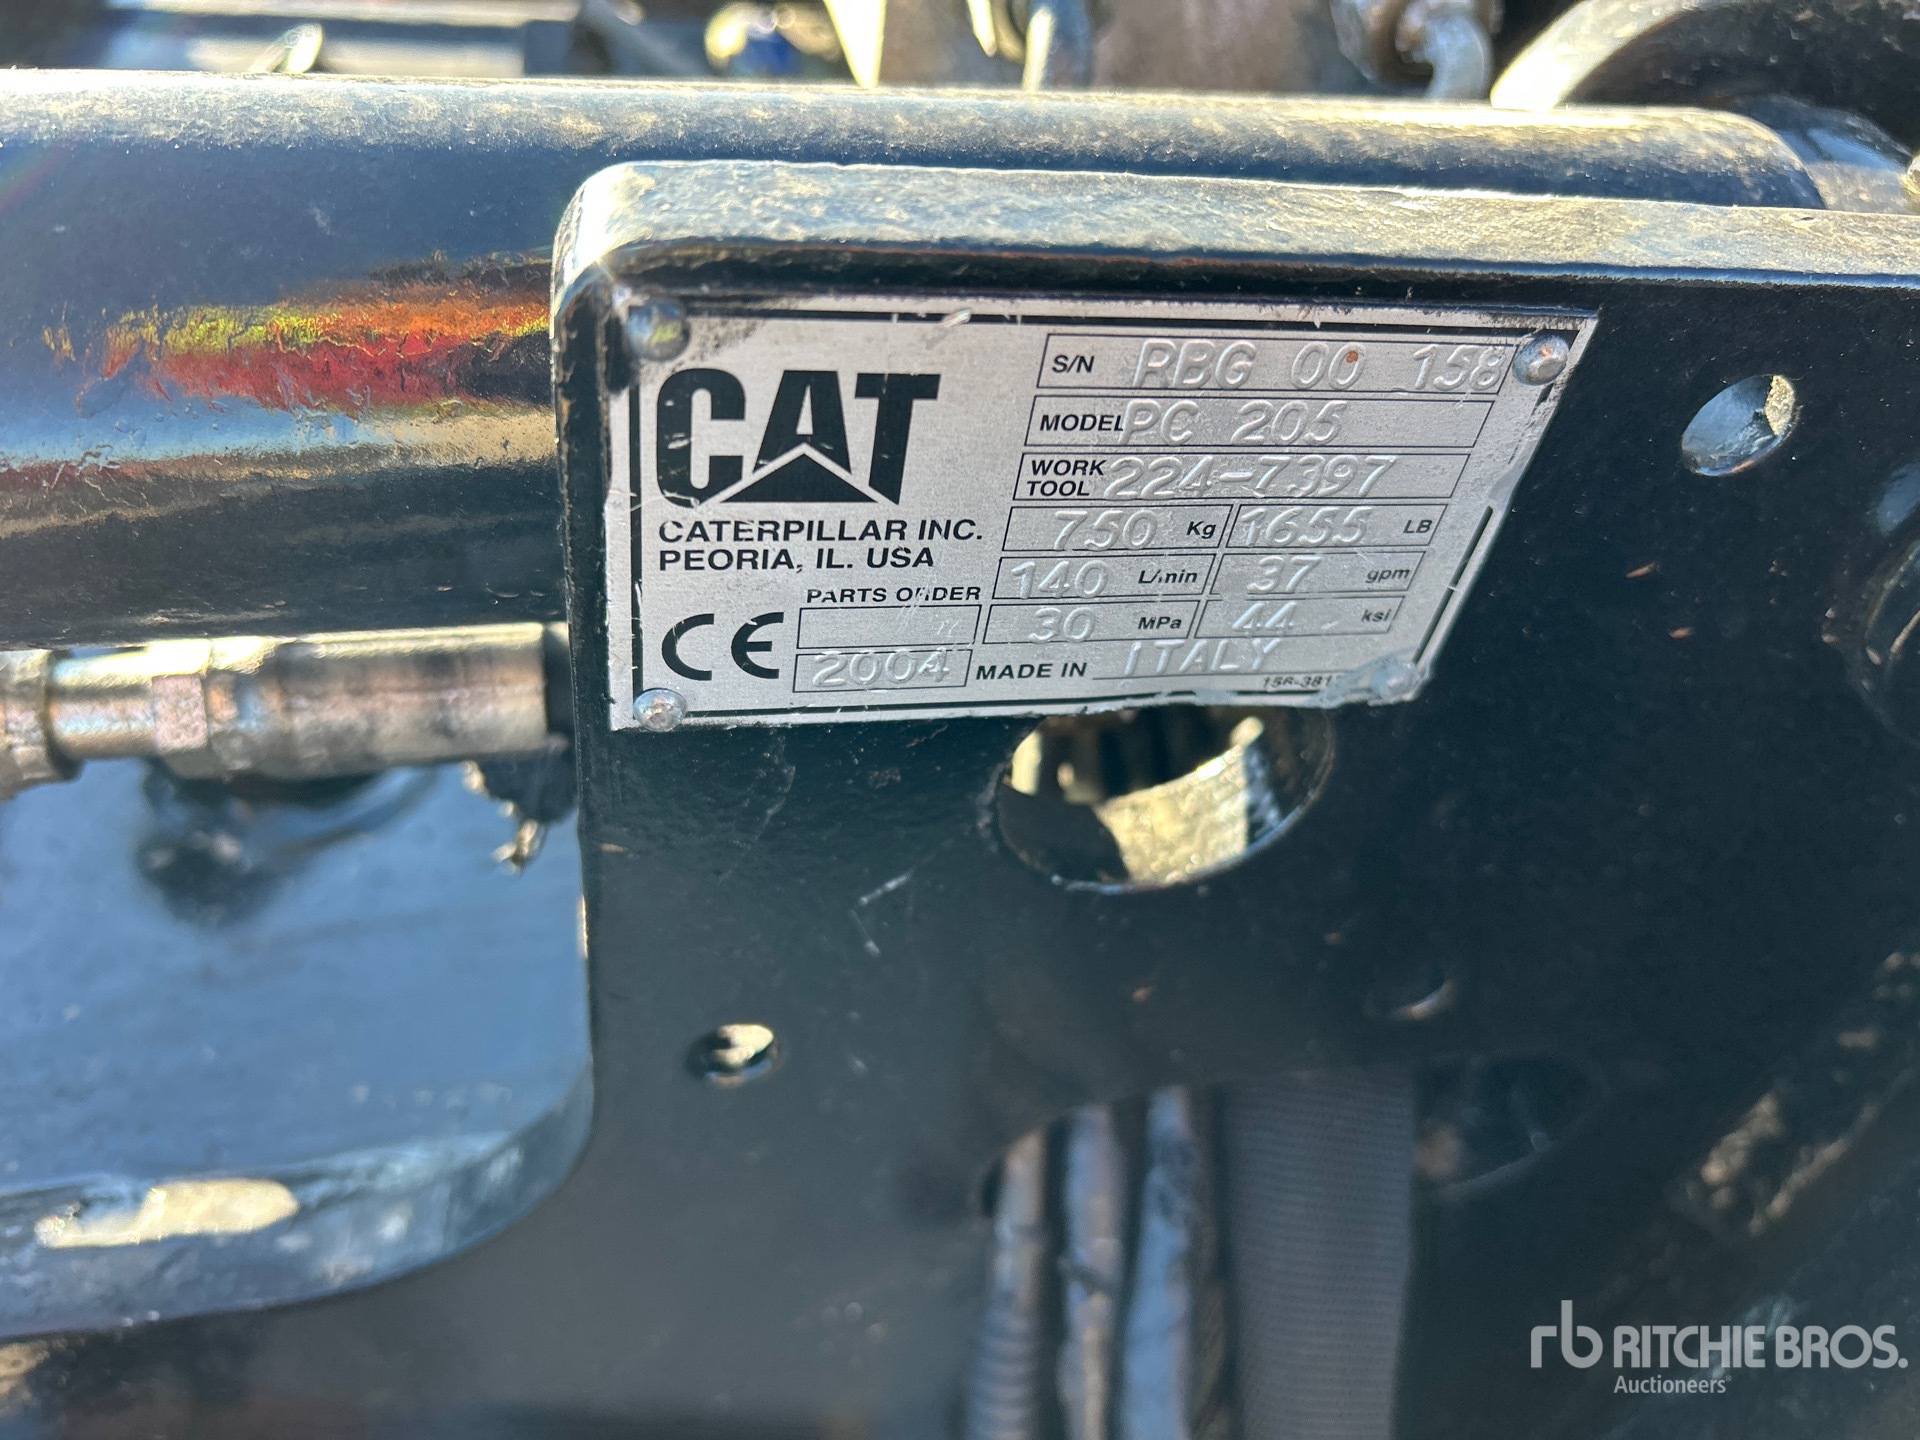 CAT
CATERPILLAR INC.
PEORIA, IL. USA
S/N RBG 00 158
MODEL PC 205
WORK TOOL 224-7397
750 Kg 1655 LB
140 L/min 37 gpm
PARTS ORDER
30 MPa 44 ksi
CE 2004 MADE IN ITALY
rb RITCHIE BROS.
Auctioneers